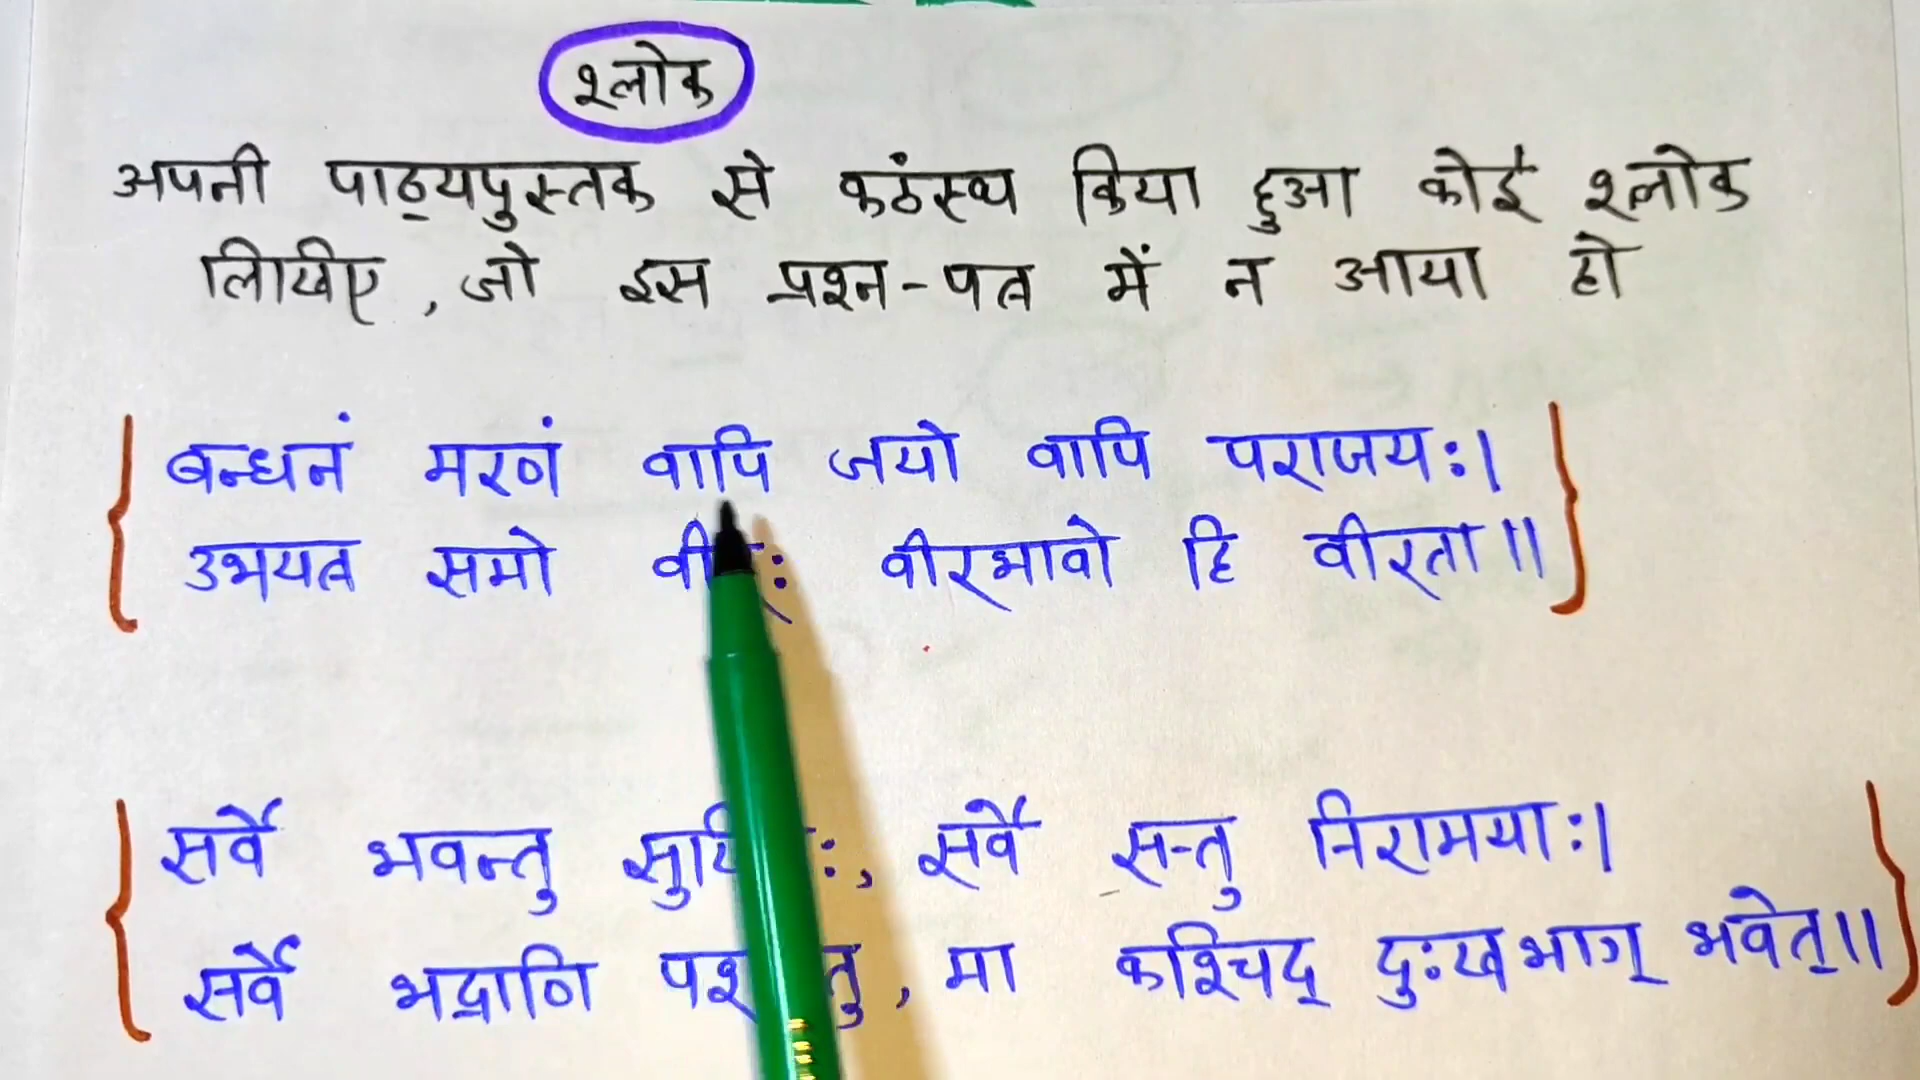 श्लोक
अपनी पाठ्यपुस्तक से कठंस्थ किया हुआ कोई श्लोक
लिखिए, जो इस प्रश्न-पत्र में न आया हो
बन्धनं मरणं वापि जयो वापि पराजयः।
उभयत्र समो वीरः वीरभावो हि वीरता॥
सर्वे भवन्तु सर्वे सन्तु निरामयाः।
सर्वे भद्राणि मा कश्चिद् दुःखभाग् भवेत्॥